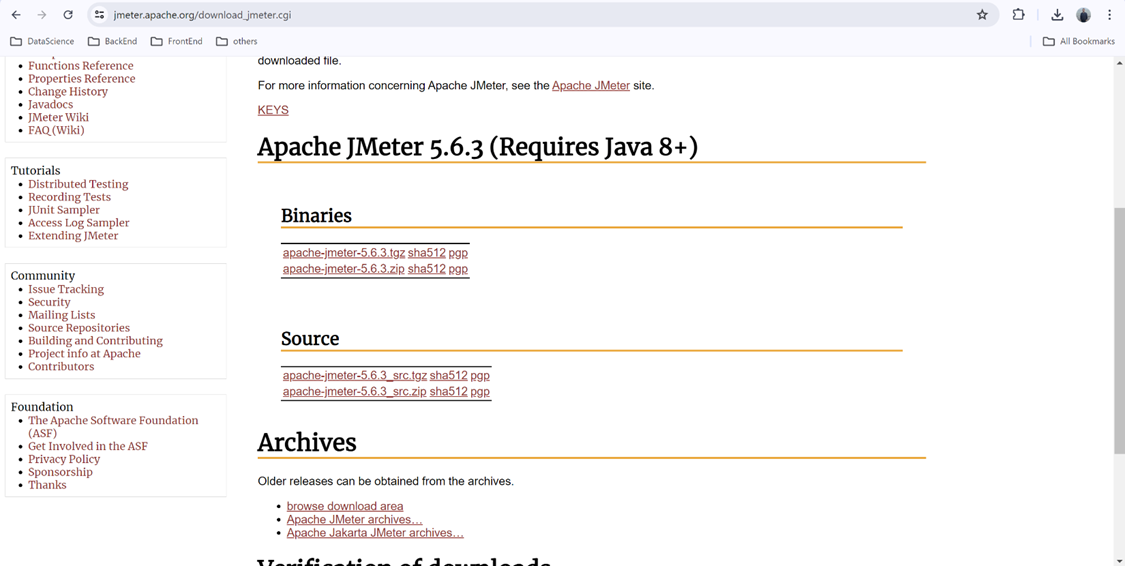 jmeter.apache.org/download_jmeter.cgi
DataScience BackEnd FrontEnd others All Bookmarks
Functions Reference
Properties Reference
Change History
Javadocs
JMeter Wiki
FAQ (Wiki)
Tutorials
Distributed Testing
Recording Tests
JUnit Sampler
Access Log Sampler
Extending JMeter
Community
Issue Tracking
Security
Mailing Lists
Source Repositories
Building and Contributing
Project info at Apache
Contributors
Foundation
The Apache Software Foundation
(ASF)
Get Involved in the ASF
Privacy Policy
Sponsorship
Thanks
downloaded file.
For more information concerning Apache JMeter, see the Apache JMeter site.
KEYS
Apache JMeter 5.6.3 (Requires Java 8+)
Binaries
apache-jmeter-5.6.3.tgz sha512 pgp
apache-jmeter-5.6.3.zip sha512 pgp
Source
apache-jmeter-5.6.3_src.tgz sha512 pgp
apache-jmeter-5.6.3_src.zip sha512 pgp
Archives
Older releases can be obtained from the archives.
browse download area
Apache JMeter archives…
Apache Jakarta JMeter archives…
Verification of downloads